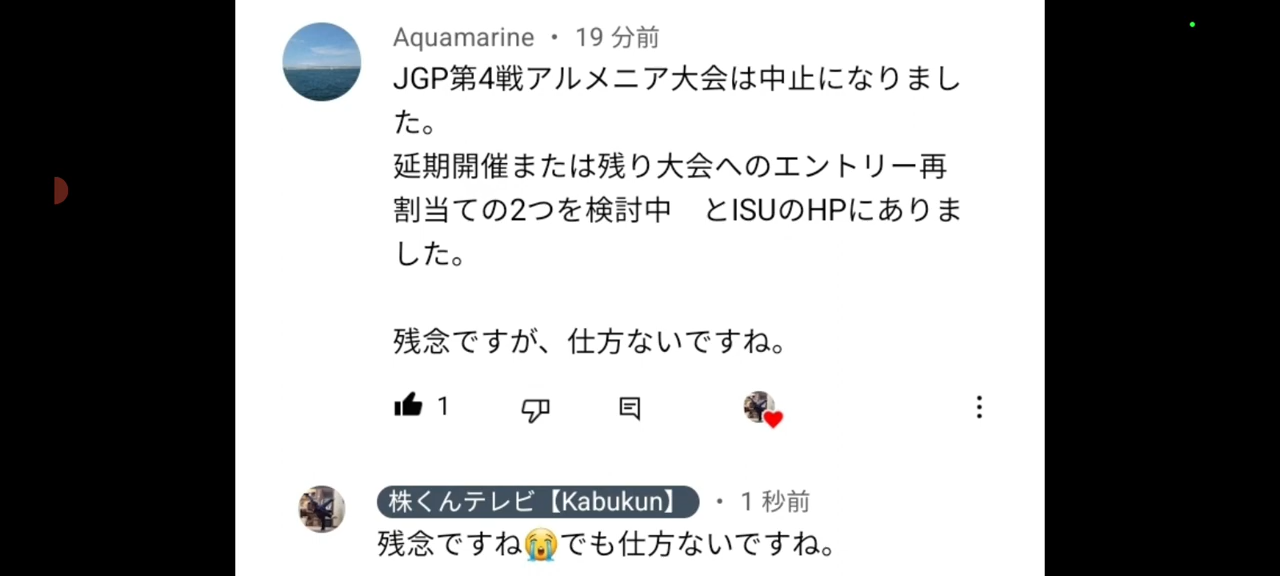 Aquamarine ・ 19 分前
JGP第4戦アルメニア大会は中止になりまし
た。
延期開催または残り大会へのエントリー再
割当ての2つを検討中　とISUのHPにありま
した。
残念ですが、仕方ないですね。
1
株くんテレビ【Kabukun】 ・ 1 秒前
残念ですね😭でも仕方ないですね。